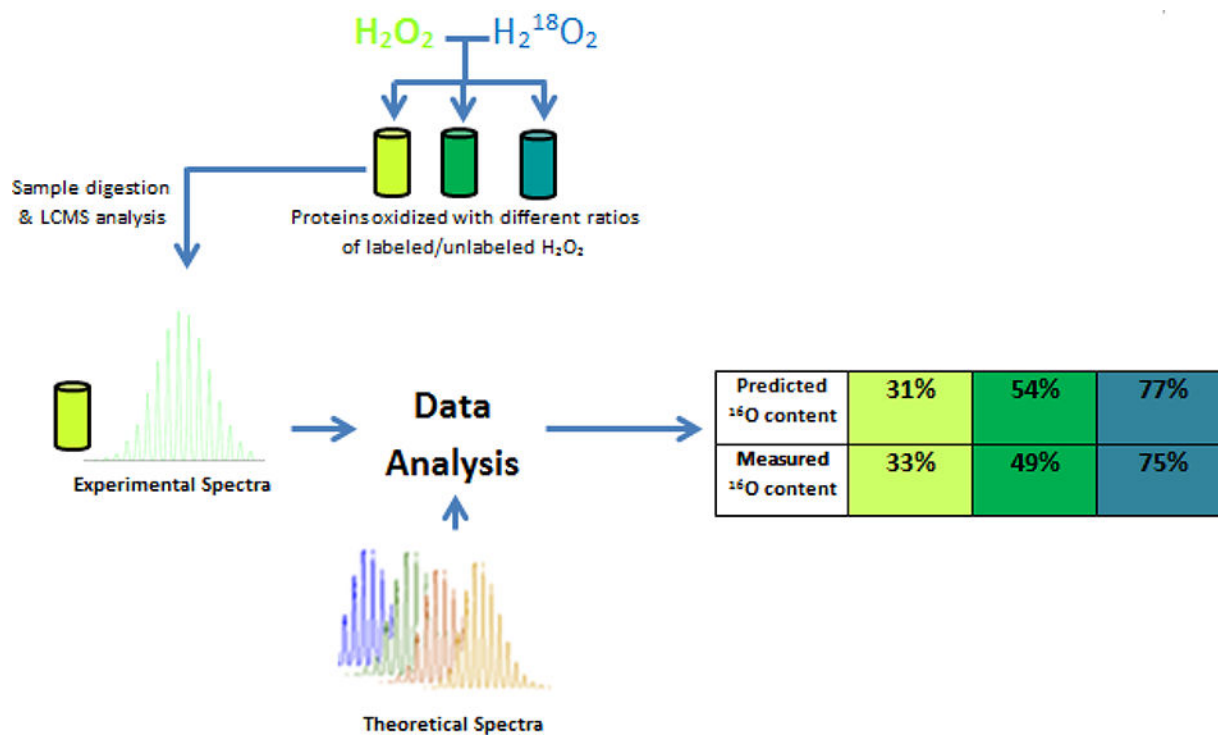 H₂O₂ H₂¹⁸O₂
Sample digestion
& LCMS analysis
Proteins oxidized with different ratios
of labeled/unlabeled H₂O₂
Experimental Spectra
Data
Analysis
Theoretical Spectra
Predicted
¹⁶O content
31% 54% 77%
Measured
¹⁶O content
33% 49% 75%